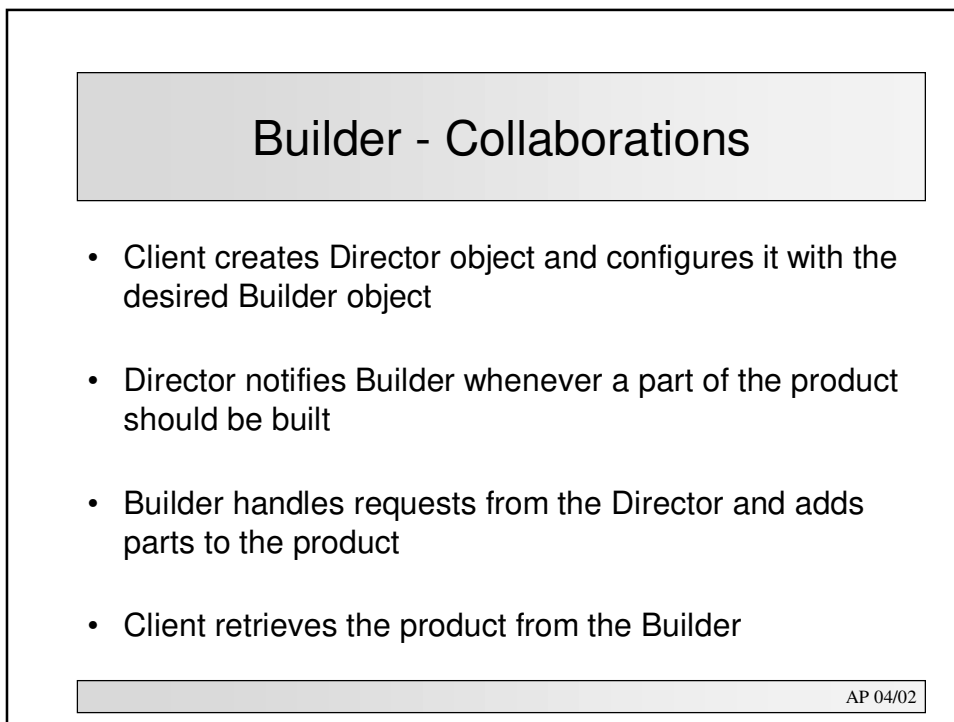 Builder - Collaborations
• Client creates Director object and configures it with the
desired Builder object
• Director notifies Builder whenever a part of the product
should be built
• Builder handles requests from the Director and adds
parts to the product
• Client retrieves the product from the Builder
AP 04/02